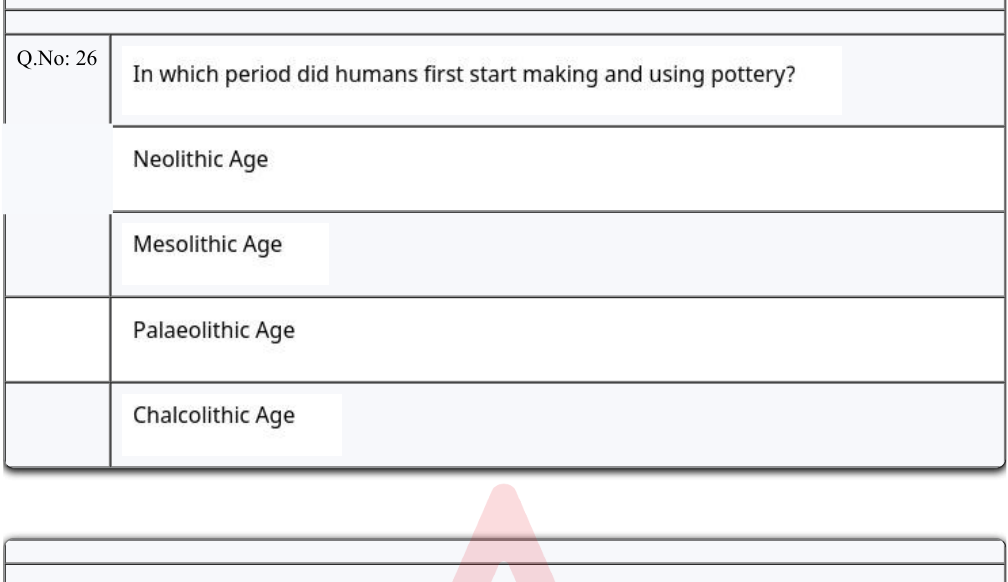 Q.No: 26
In which period did humans first start making and using pottery?
Neolithic Age
Mesolithic Age
Palaeolithic Age
Chalcolithic Age